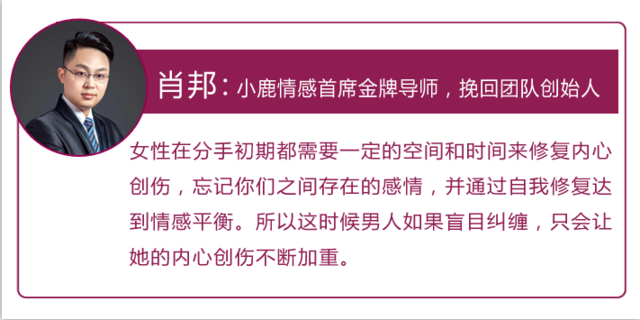 肖邦：小鹿情感首席金牌导师，挽回团队创始人
女性在分手初期都需要一定的空间和时间来修复内心
创伤，忘记你们之间存在的感情，并通过自我修复达
到情感平衡。所以这时候男人如果盲目纠缠，只会让
她的内心创伤不断加重。